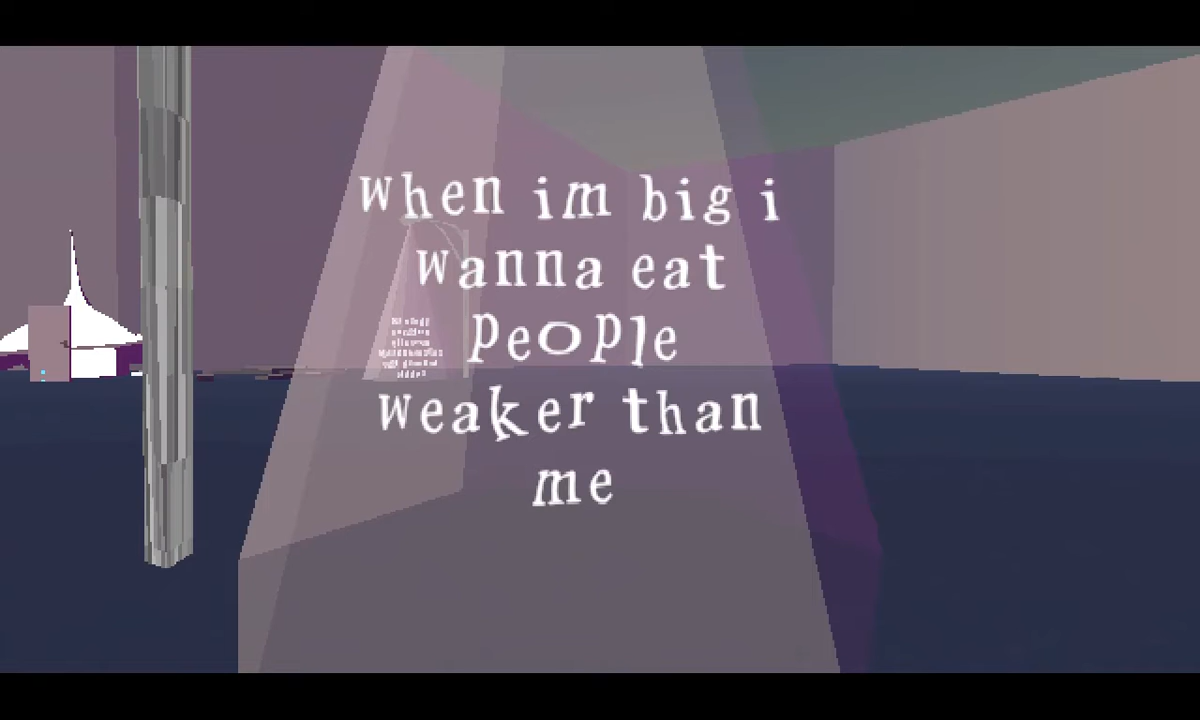 when im big i
wanna eat
people
weaker than
me